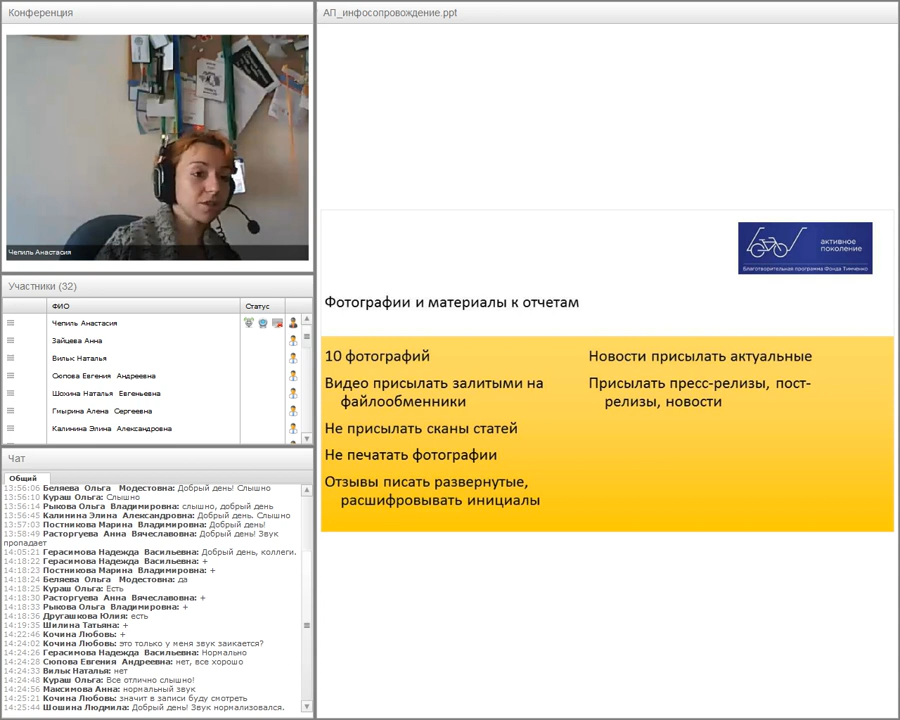 Конференция
Чепиль Анастасия
Участники (32)
ФИО
Статус
Чепиль Анастасия
Зайцева Анна
Вильк Наталья
Сюпова Евгения Андреевна
Шохина Наталья Евгеньевна
Гмырина Алена Сергеевна
Калинина Элина Александровна
Чат
Общий
13:56:06 Беляева Ольга Модестовна: Добрый день! Слышно
13:56:10 Кураш Ольга: Слышно
13:56:14 Рыкова Ольга Владимировна: слышно, добрый день
13:56:45 Калинина Элина Александровна: Добрый день. Слышно
13:57:03 Постникова Марина Владимировна: Добрый день!
13:58:49 Расторгуева Анна Вячеславовна: Добрый день! Звук
пропадает
14:05:21 Герасимова Надежда Васильевна: Добрый день, коллеги.
14:18:22 Герасимова Надежда Васильевна: +
14:18:23 Постникова Марина Владимировна: +
14:18:24 Беляева Ольга Модестовна: да
14:18:25 Кураш Ольга: Есть
14:18:30 Расторгуева Анна Вячеславовна: +
14:18:33 Рыкова Ольга Владимировна: +
14:18:36 Другашкова Юлия: есть
14:19:35 Шилина Татьяна: +
14:22:46 Кочина Любовь: +
14:24:02 Кочина Любовь: это только у меня звук заикается?
14:24:26 Герасимова Надежда Васильевна: Нормально
14:24:28 Сюпова Евгения Андреевна: нет, все хорошо
14:24:33 Вильк Наталья: нет
14:24:48 Кураш Ольга: Все отлично слышно!
14:24:56 Максимова Анна: нормальный звук
14:25:21 Кочина Любовь: значит в записи буду смотреть
14:25:44 Шошина Людмила: Добрый день! Звук нормализовался.
АП_инфосопровождение.ppt
активное
поколение
Благотворительная программа Фонда Тимченко
Фотографии и материалы к отчетам
10 фотографий
Видео присылать залитыми на
файлообменники
Не присылать сканы статей
Не печатать фотографии
Отзывы писать развернутые,
расшифровывать инициалы
Новости присылать актуальные
Присылать пресс-релизы, пост-
релизы, новости